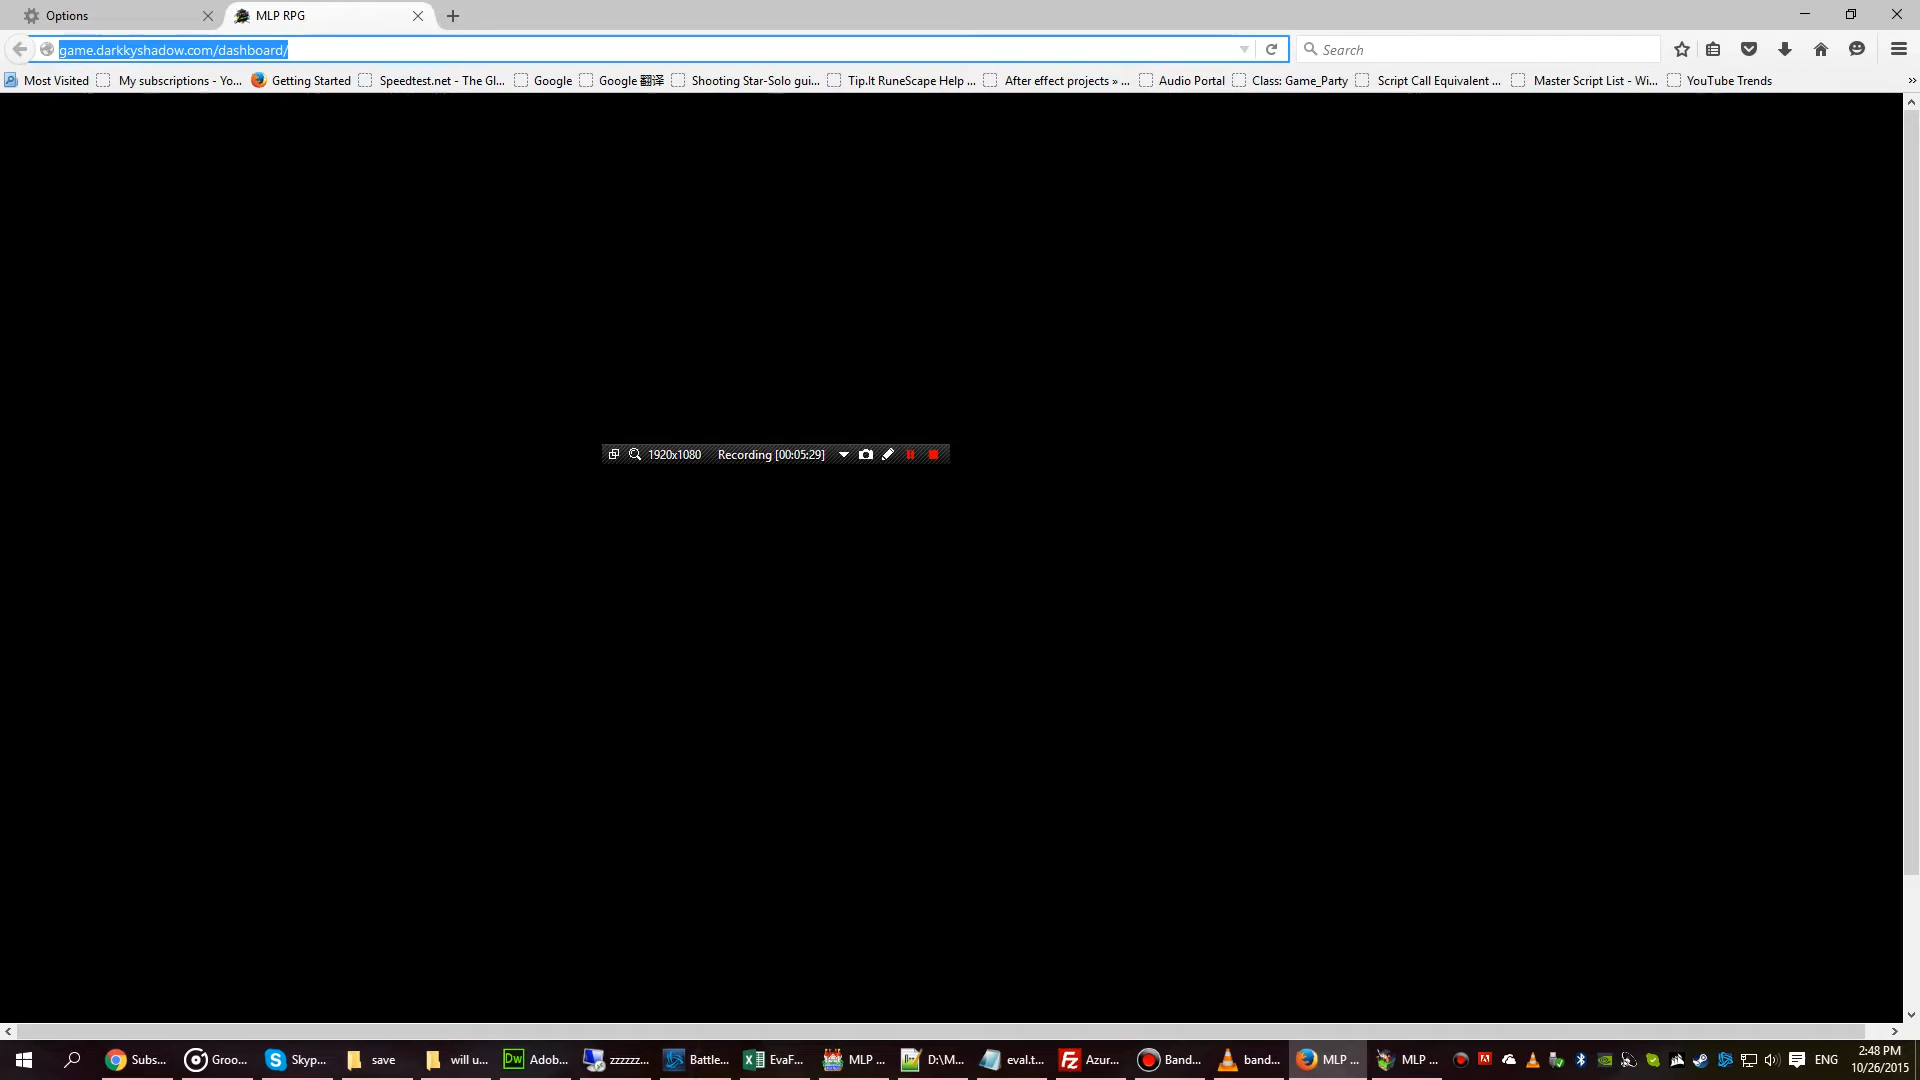 Options
MLP RPG
game.darkkyshadow.com/dashboard/
Search
Most Visited
My subscriptions - Yo...
Getting Started
Speedtest.net - The Gl...
Google
Google 翻译
Shooting Star-Solo gui...
Tip.It RuneScape Help ...
After effect projects » ...
Audio Portal
Class: Game_Party
Script Call Equivalent ...
Master Script List - Wi...
YouTube Trends
1920x1080 Recording [00:05:29]
Subs...
Groo...
Skyp...
save
will u...
Dw Adob...
zzzzzz...
Battle...
EvaF...
MLP ...
D:\M...
eval.t...
Fz Azur...
Band...
band...
MLP ...
MLP ...
ENG
2:48 PM
10/26/2015